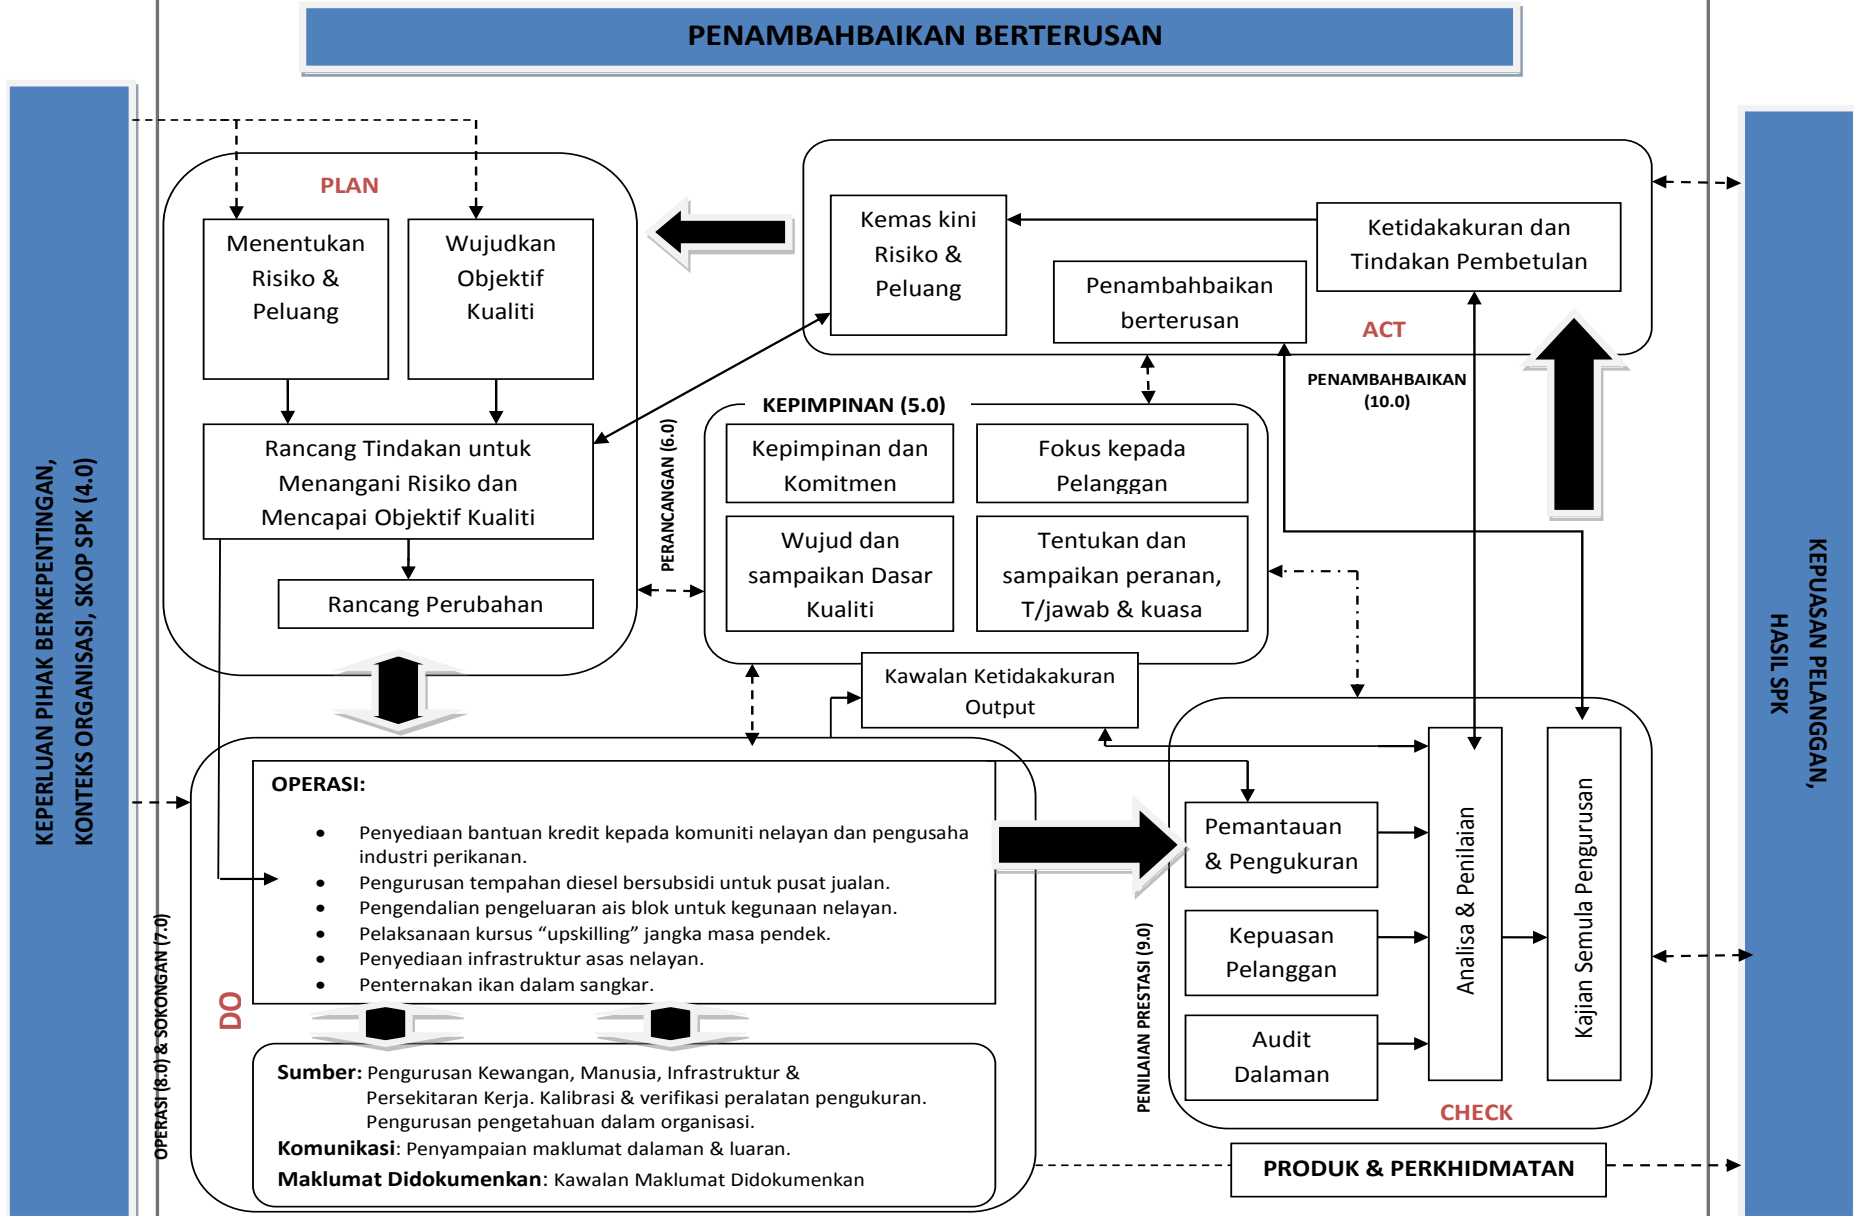 PENAMBAHBAIKAN BERTERUSAN
KEPERLUAN PIHAK BERKEPENTINGAN,
KONTEKS ORGANISASI, SKOP SPK (4.0)
PLAN
Menentukan
Risiko &
Peluang
Wujudkan
Objektif
Kualiti
Rancang Tindakan untuk
Menangani Risiko dan
Mencapai Objektif Kualiti
Rancang Perubahan
PERANCANGAN (6.0)
Kemas kini
Risiko &
Peluang
Penambahbaikan
berterusan
Ketidakakuran dan
Tindakan Pembetulan
ACT
PENAMBAHBAIKAN
(10.0)
KEPIMPINAN (5.0)
Kepimpinan dan
Komitmen
Fokus kepada
Pelanggan
Wujud dan
sampaikan Dasar
Kualiti
Tentukan dan
sampaikan peranan,
T/jawab & kuasa
Kawalan Ketidakakuran
Output
OPERASI (8.0) & SOKONGAN (7.0)
DO
OPERASI:
• Penyediaan bantuan kredit kepada komuniti nelayan dan pengusaha
industri perikanan.
• Pengurusan tempahan diesel bersubsidi untuk pusat jualan.
• Pengendalian pengeluaran ais blok untuk kegunaan nelayan.
• Pelaksanaan kursus “upskilling” jangka masa pendek.
• Penyediaan infrastruktur asas nelayan.
• Penternakan ikan dalam sangkar.
Sumber: Pengurusan Kewangan, Manusia, Infrastruktur &
Persekitaran Kerja. Kalibrasi & verifikasi peralatan pengukuran.
Pengurusan pengetahuan dalam organisasi.
Komunikasi: Penyampaian maklumat dalaman & luaran.
Maklumat Didokumenkan: Kawalan Maklumat Didokumenkan
PENILAIAN PRESTASI (9.0)
Pemantauan
& Pengukuran
Kepuasan
Pelanggan
Audit
Dalaman
Analisa & Penilaian
Kajian Semula Pengurusan
CHECK
PRODUK & PERKHIDMATAN
KEPUASAN PELANGGAN,
HASIL SPK